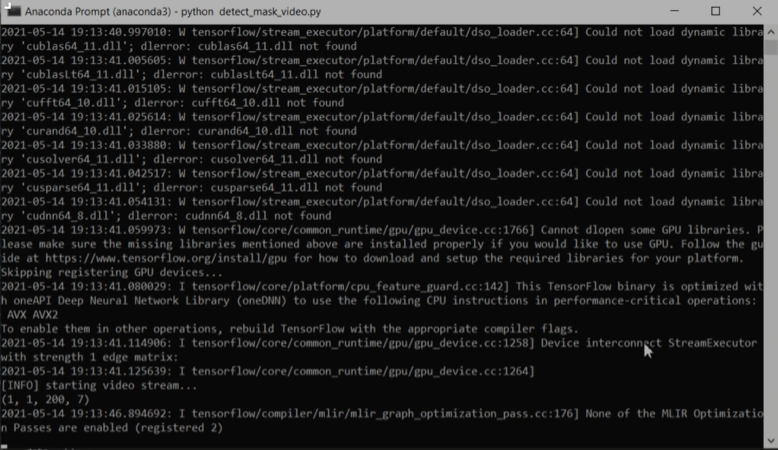 Anaconda Prompt (anaconda3) - python detect_mask_video.py
2021-05-14 19:13:40.997010: W tensorflow/stream_executor/platform/default/dso_loader.cc:64] Could not load dynamic libra
ry 'cublas64_11.dll'; dlerror: cublas64_11.dll not found
2021-05-14 19:13:41.005605: W tensorflow/stream_executor/platform/default/dso_loader.cc:64] Could not load dynamic libra
ry 'cublasLt64_11.dll'; dlerror: cublasLt64_11.dll not found
2021-05-14 19:13:41.015105: W tensorflow/stream_executor/platform/default/dso_loader.cc:64] Could not load dynamic libra
ry 'cufft64_10.dll'; dlerror: cufft64_10.dll not found
2021-05-14 19:13:41.025614: W tensorflow/stream_executor/platform/default/dso_loader.cc:64] Could not load dynamic libra
ry 'curand64_10.dll'; dlerror: curand64_10.dll not found
2021-05-14 19:13:41.033880: W tensorflow/stream_executor/platform/default/dso_loader.cc:64] Could not load dynamic libra
ry 'cusolver64_11.dll'; dlerror: cusolver64_11.dll not found
2021-05-14 19:13:41.042517: W tensorflow/stream_executor/platform/default/dso_loader.cc:64] Could not load dynamic libra
ry 'cusparse64_11.dll'; dlerror: cusparse64_11.dll not found
2021-05-14 19:13:41.054131: W tensorflow/stream_executor/platform/default/dso_loader.cc:64] Could not load dynamic libra
ry 'cudnn64_8.dll'; dlerror: cudnn64_8.dll not found
2021-05-14 19:13:41.059973: W tensorflow/core/common_runtime/gpu/gpu_device.cc:1766] Cannot dlopen some GPU libraries. P
lease make sure the missing libraries mentioned above are installed properly if you would like to use GPU. Follow the gu
ide at https://www.tensorflow.org/install/gpu for how to download and setup the required libraries for your platform.
Skipping registering GPU devices...
2021-05-14 19:13:41.080029: I tensorflow/core/platform/cpu_feature_guard.cc:142] This TensorFlow binary is optimized wit
h oneAPI Deep Neural Network Library (oneDNN) to use the following CPU instructions in performance-critical operations:
AVX AVX2
To enable them in other operations, rebuild TensorFlow with the appropriate compiler flags.
2021-05-14 19:13:41.114906: I tensorflow/core/common_runtime/gpu/gpu_device.cc:1258] Device interconnect StreamExecutor
with strength 1 edge matrix:
2021-05-14 19:13:41.125639: I tensorflow/core/common_runtime/gpu/gpu_device.cc:1264]
[INFO] starting video stream...
(1, 1, 200, 7)
2021-05-14 19:13:46.894692: I tensorflow/compiler/mlir/mlir_graph_optimization_pass.cc:176] None of the MLIR Optimizatio
n Passes are enabled (registered 2)